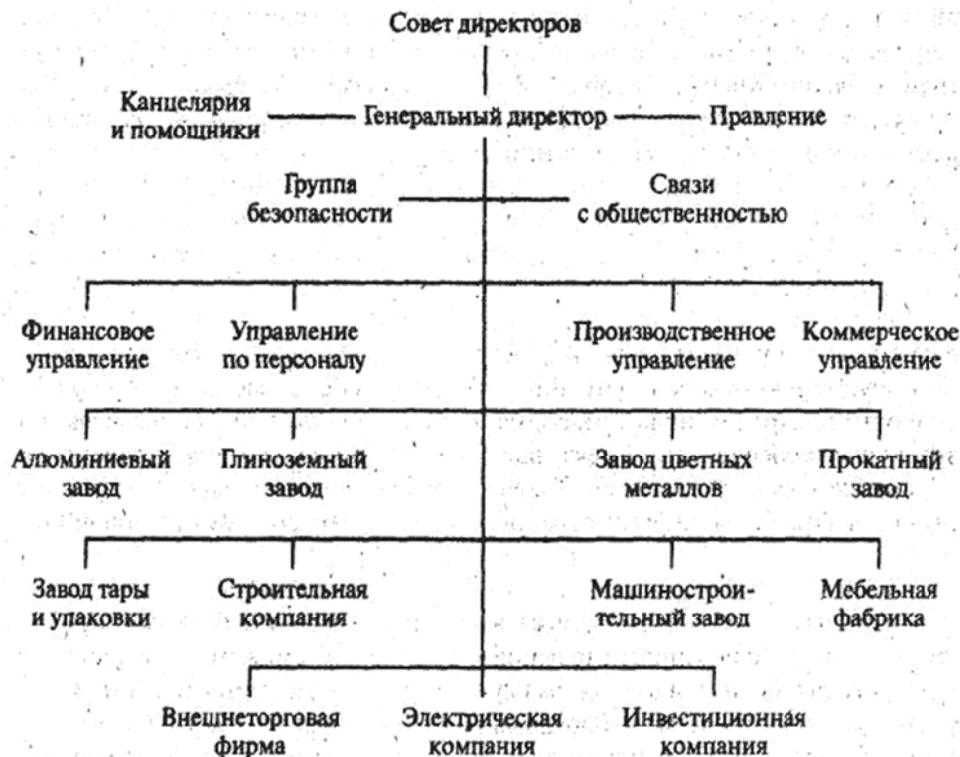 Совет директоров
Канцелярия
и помощники
Генеральный директор
Правление
Группа
безопасности
Связи
с общественностью
Финансовое
управление
Управление
по персоналу
Производственное
управление
Коммерческое
управление
Алюминиевый
завод
Глиноземный
завод
Завод цветных
металлов
Прокатный
завод
Завод тары
и упаковки
Строительная
компания
Машинострои-
тельный завод
Мебельная
фабрика
Внешнеторговая
фирма
Электрическая
компания
Инвестиционная
компания